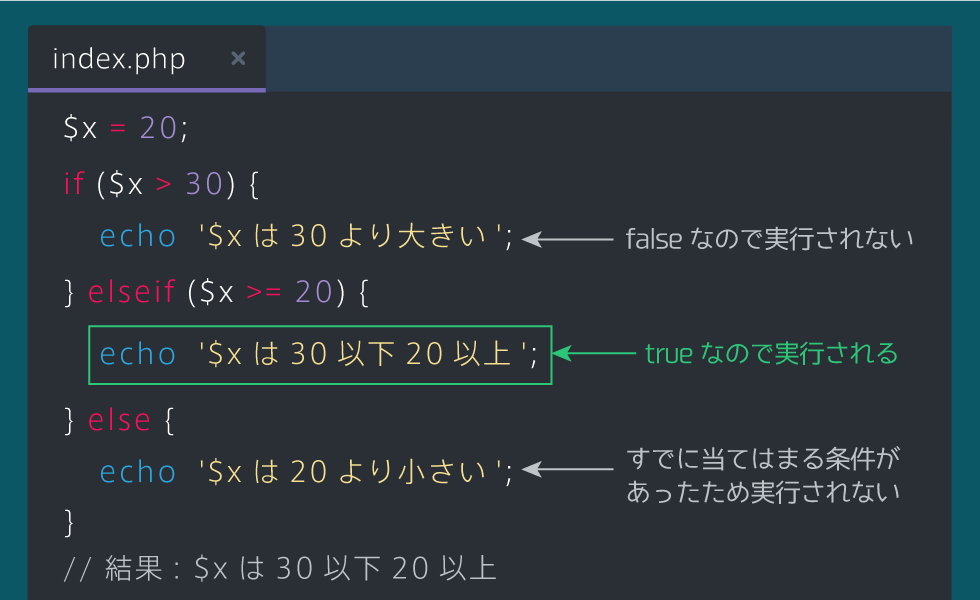 index.php ×
$x = 20;
if ($x > 30) {
echo '$x は 30 より大きい ';
false なので実行されない
} elseif ($x >= 20) {
echo '$x は 30 以下 20 以上 ';
true なので実行される
} else {
echo '$x は 20 より小さい ';
すでに当てはまる条件が
あったため実行されない
}
// 結果 : $x は 30 以下 20 以上